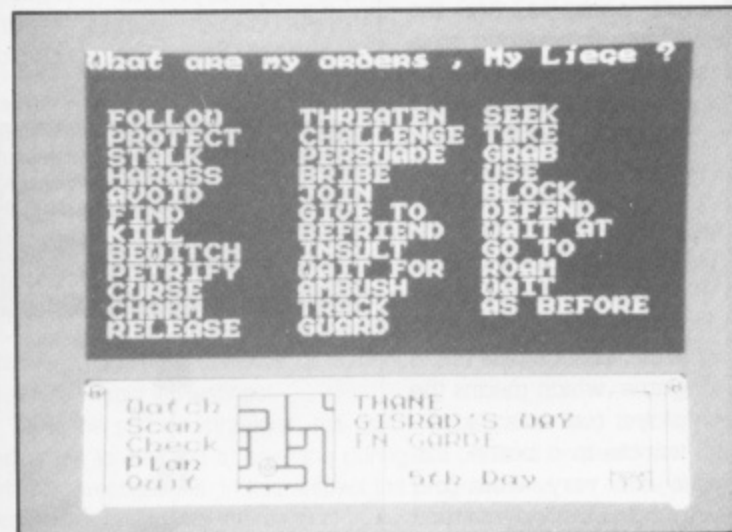 What are my orders , My Liege ?
FOLLOW
PROTECT
STALK
HARASS
AVOID
FIND
KILL
BEWITCH
PETRIFY
CURSE
CHARM
RELEASE
THREATEN
CHALLENGE
PERSUADE
BRIBE
JOIN
GIVE TO
BEFRIEND
INSULT
WAIT FOR
AMBUSH
TRACK
GUARD
SEEK
TAKE
GRAB
USE
BLOCK
DEFEND
WAIT AT
GO TO
ROAM
WAIT
AS BEFORE
Watch
Scan
Check
Plan
Quit
THANE
GISRAD'S WAY
EN GARDE
5th Day